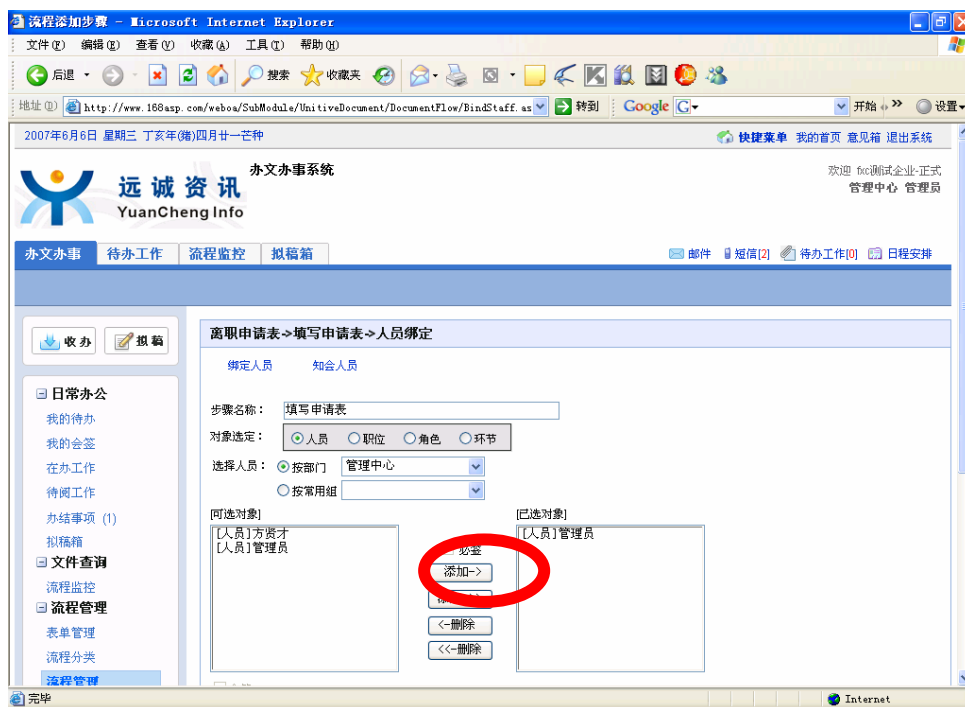 流程添加步骤 - Microsoft Internet Explorer
文件(F) 编辑(E) 查看(V) 收藏(A) 工具(T) 帮助(H)
后退 搜索 收藏夹
地址(D) http://www.168asp.com/weboa/SubModule/UnitiveDocument/DocumentFlow/BindStaff.as 转到 Google G 开始 » 设置
2007年6月6日 星期三 丁亥年(猪)四月廿一芒种 快捷菜单 我的首页 意见箱 退出系统
远诚资讯
YuanCheng Info
办文办事系统
欢迎 fxc测试企业-正式
管理中心 管理员
办文办事 待办工作 流程监控 拟稿箱 邮件 短信[2] 待办工作[0] 日程安排
收办 拟稿
日常办公
我的待办
我的会签
在办工作
待阅工作
办结事项 (1)
拟稿箱
文件查询
流程监控
流程管理
表单管理
流程分类
流程管理
离职申请表->填写申请表->人员绑定
绑定人员 知会人员
步骤名称： 填写申请表
对象选定： 人员 职位 角色 环节
选择人员： 按部门 管理中心
按常用组
[可选对象] [已选对象]
[人员]方贤才
[人员]管理员
[人员]管理员
必签
添加->
<-删除
<<-删除
完毕 Internet